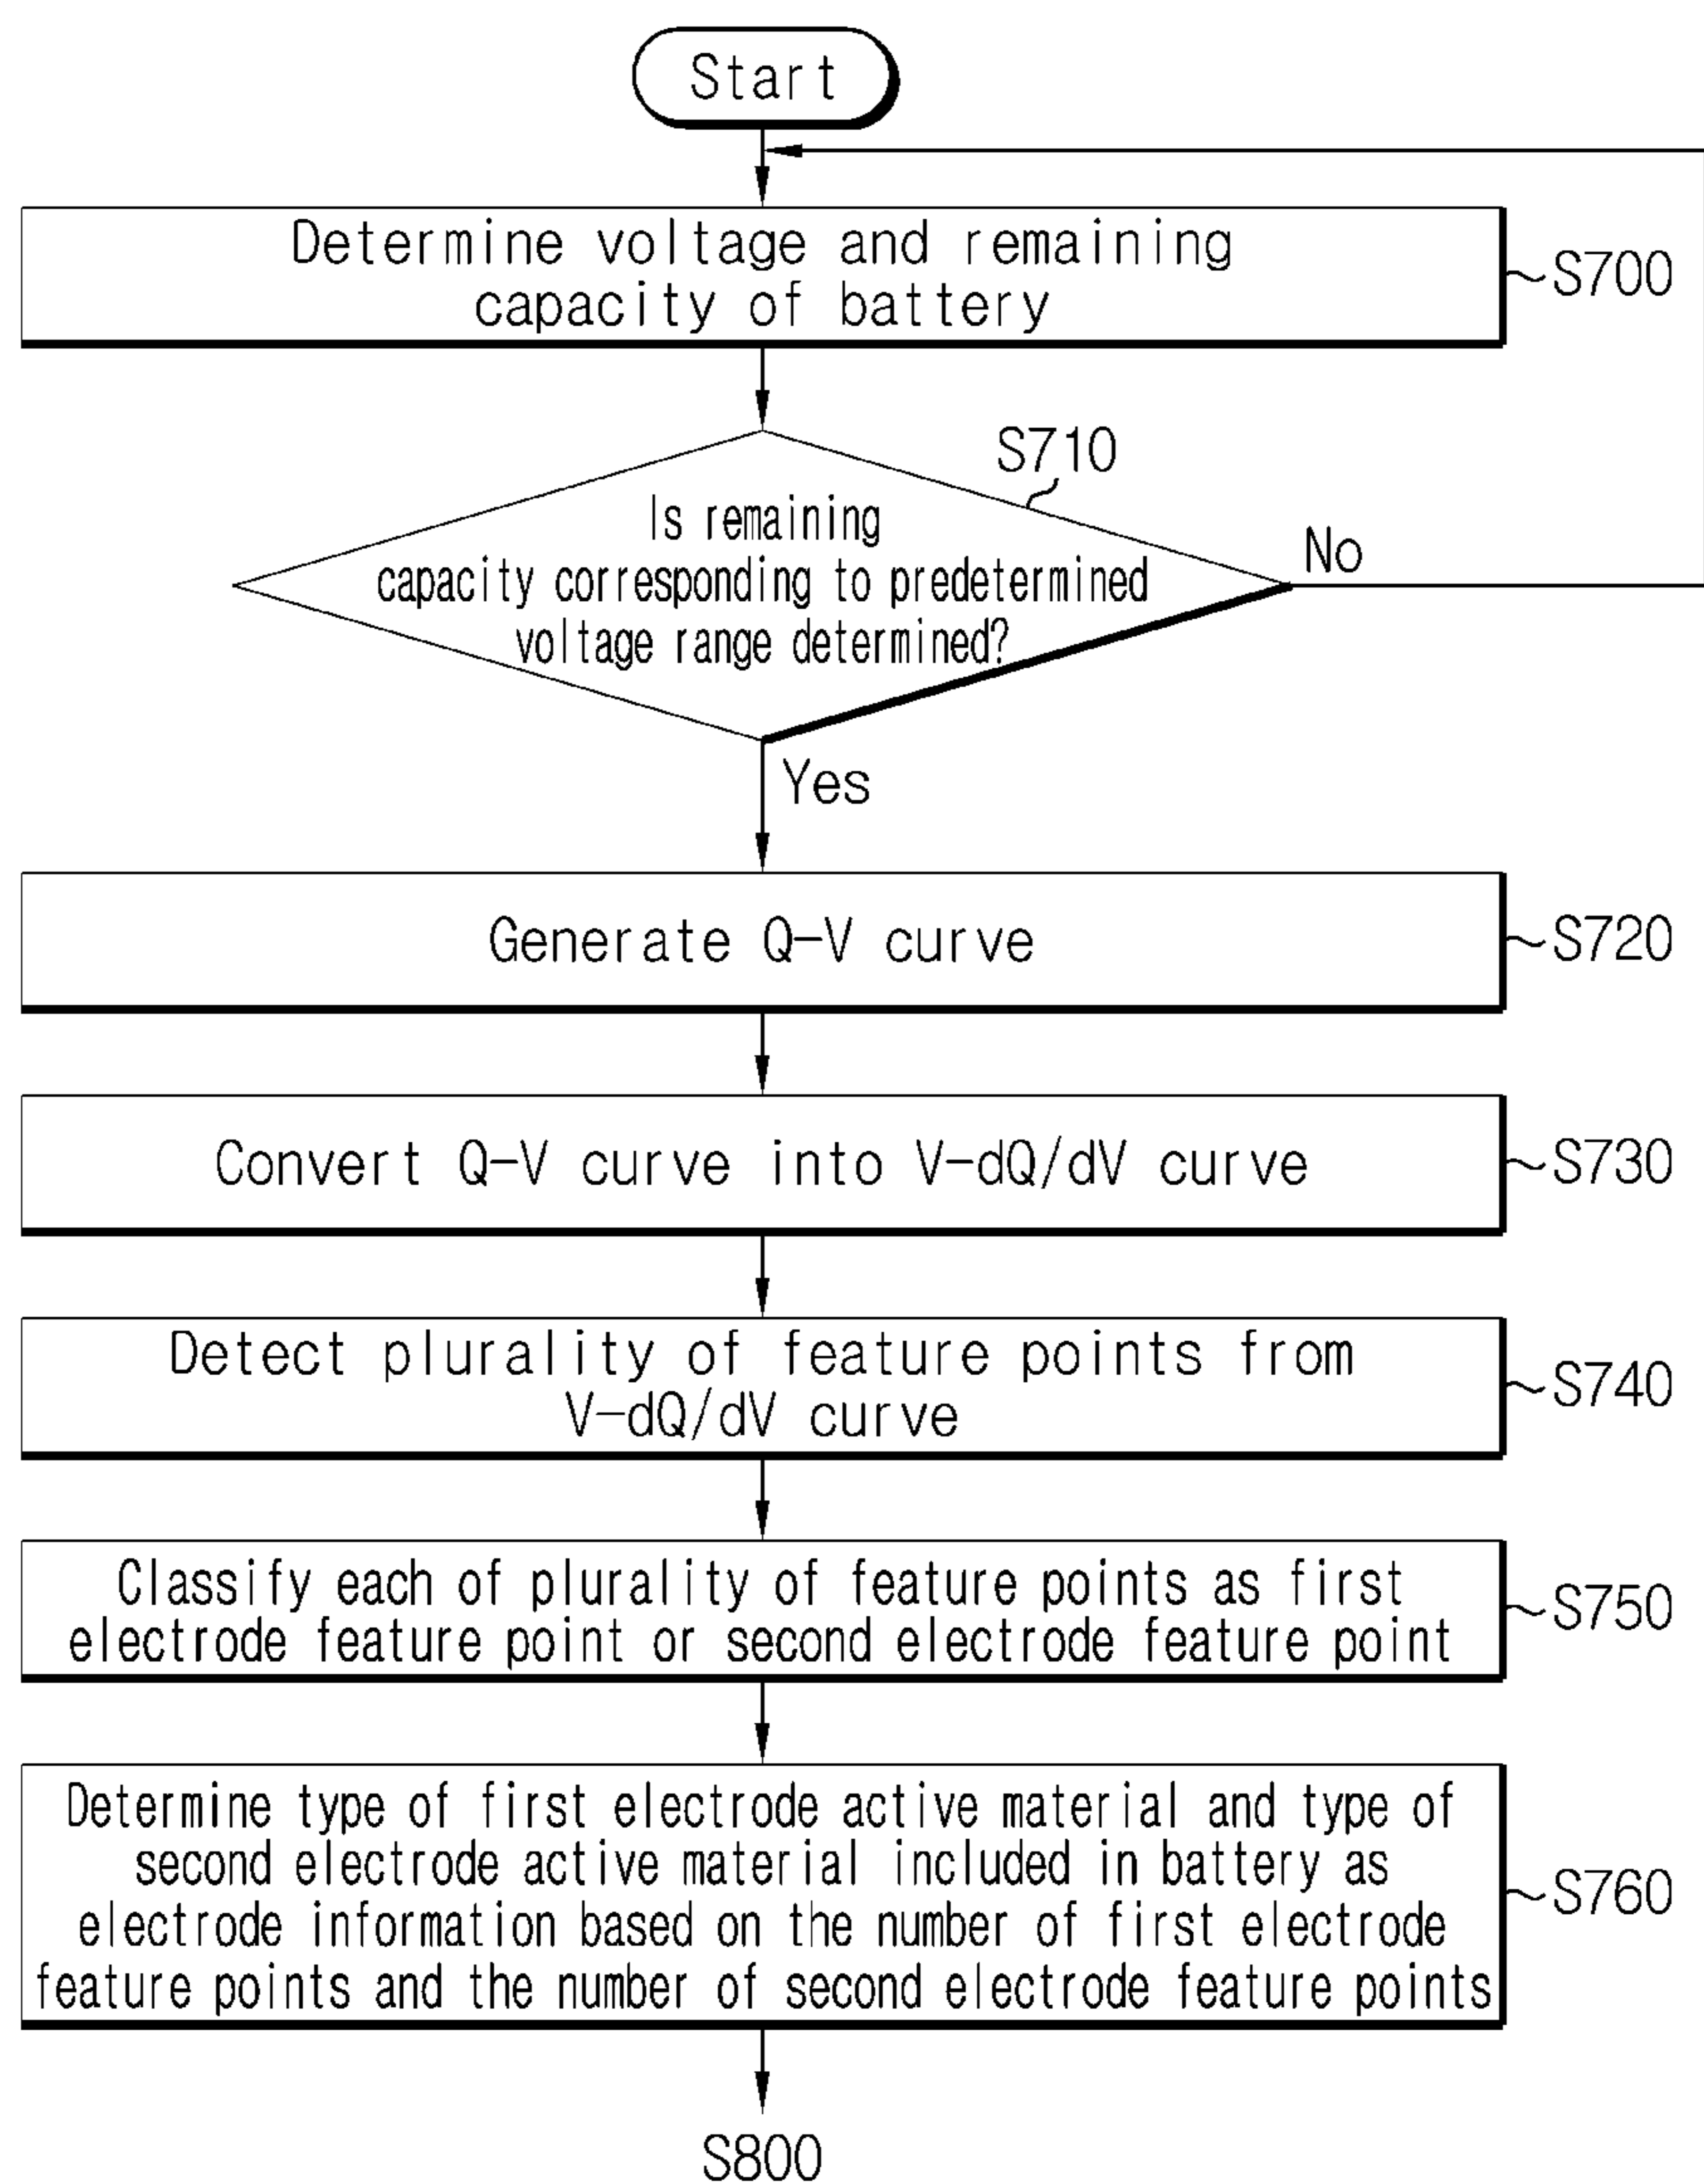 Start
Determine voltage and remaining
capacity of battery
S700
S710
Is remaining
capacity corresponding to predetermined
voltage range determined?
No
Yes
Generate Q-V curve
S720
Convert Q-V curve into V-dQ/dV curve
S730
Detect plurality of feature points from
V-dQ/dV curve
S740
Classify each of plurality of feature points as first
electrode feature point or second electrode feature point
S750
Determine type of first electrode active material and type of
second electrode active material included in battery as
electrode information based on the number of first electrode
feature points and the number of second electrode feature points
S760
S800